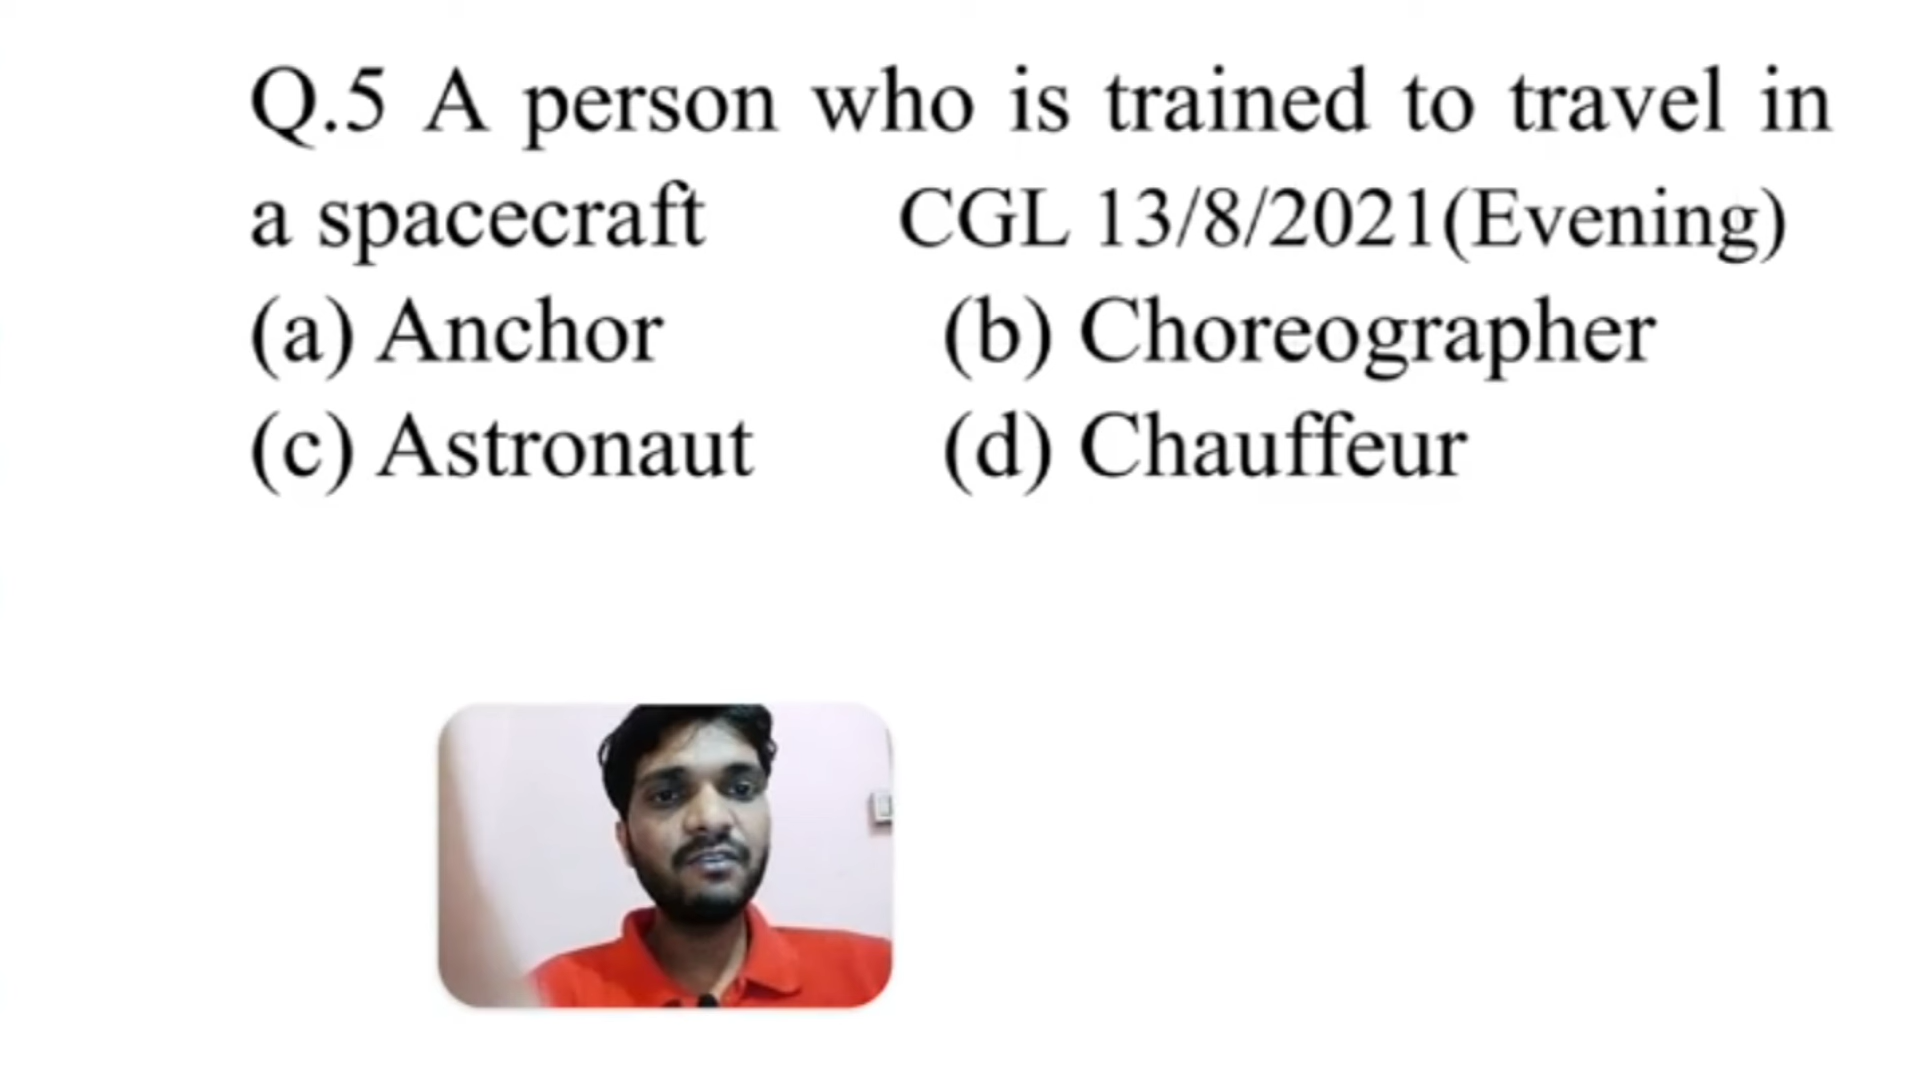 Q.5 A person who is trained to travel in
a spacecraft CGL 13/8/2021(Evening)
(a) Anchor (b) Choreographer
(c) Astronaut (d) Chauffeur